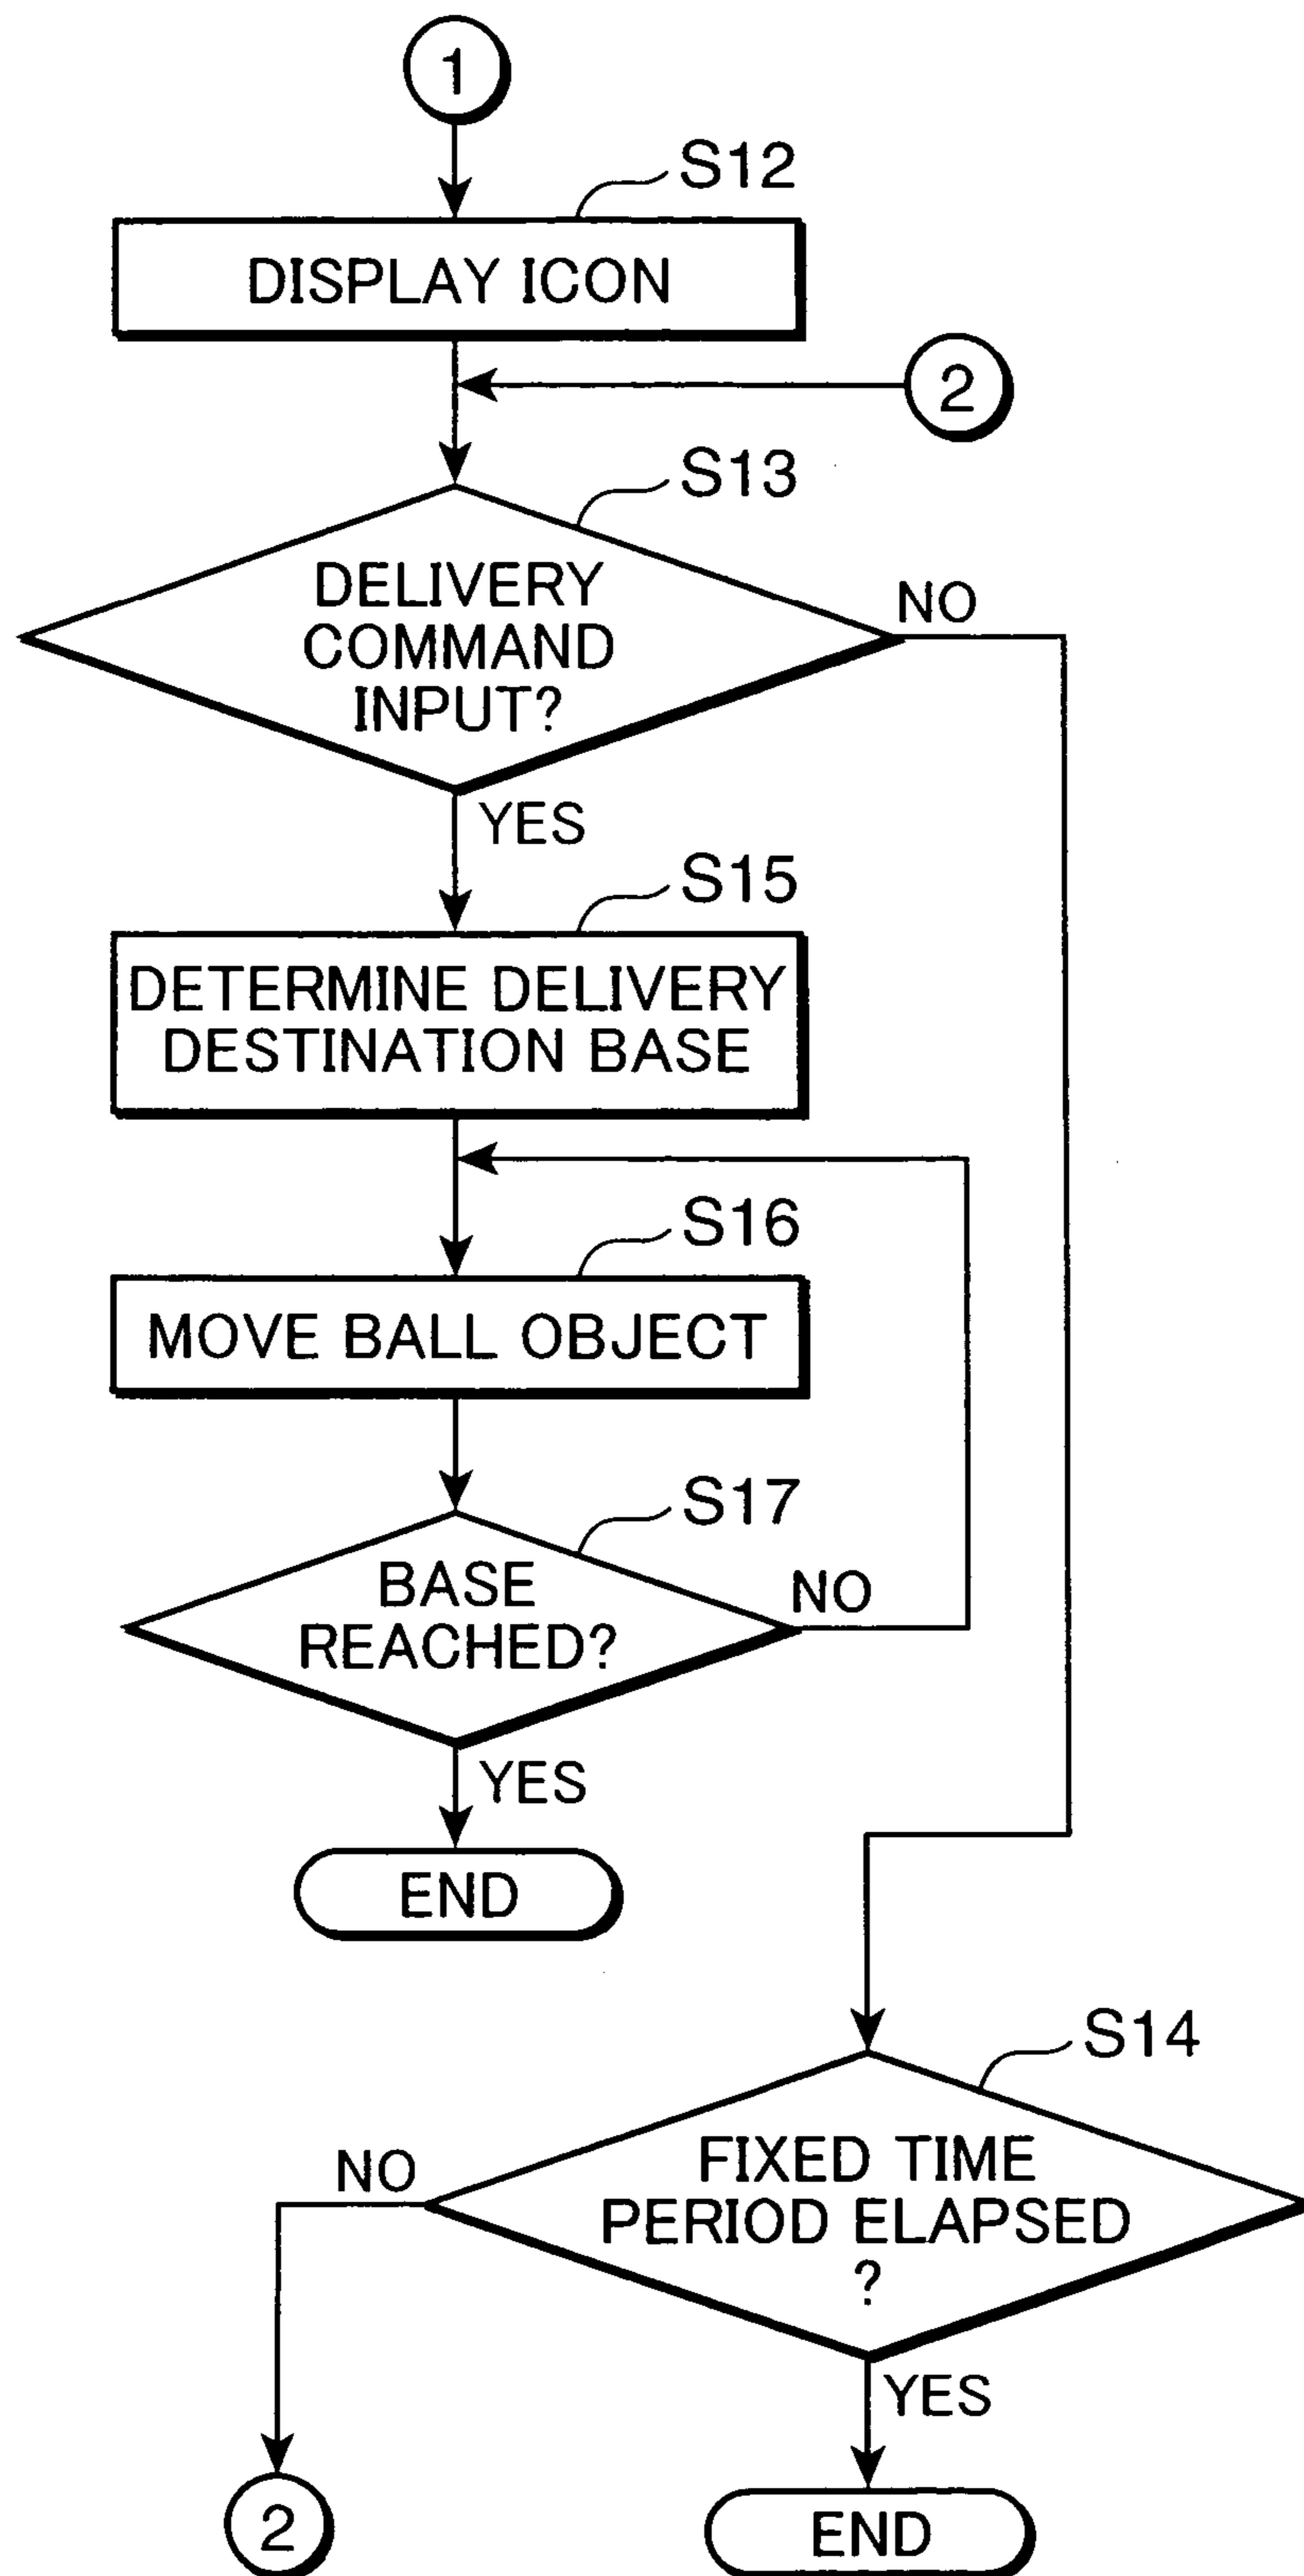 1
S12
DISPLAY ICON
2
S13
DELIVERY
COMMAND
INPUT?
NO
YES
S15
DETERMINE DELIVERY
DESTINATION BASE
S16
MOVE BALL OBJECT
S17
BASE
REACHED?
NO
YES
END
S14
FIXED TIME
PERIOD ELAPSED
?
NO
YES
2
END